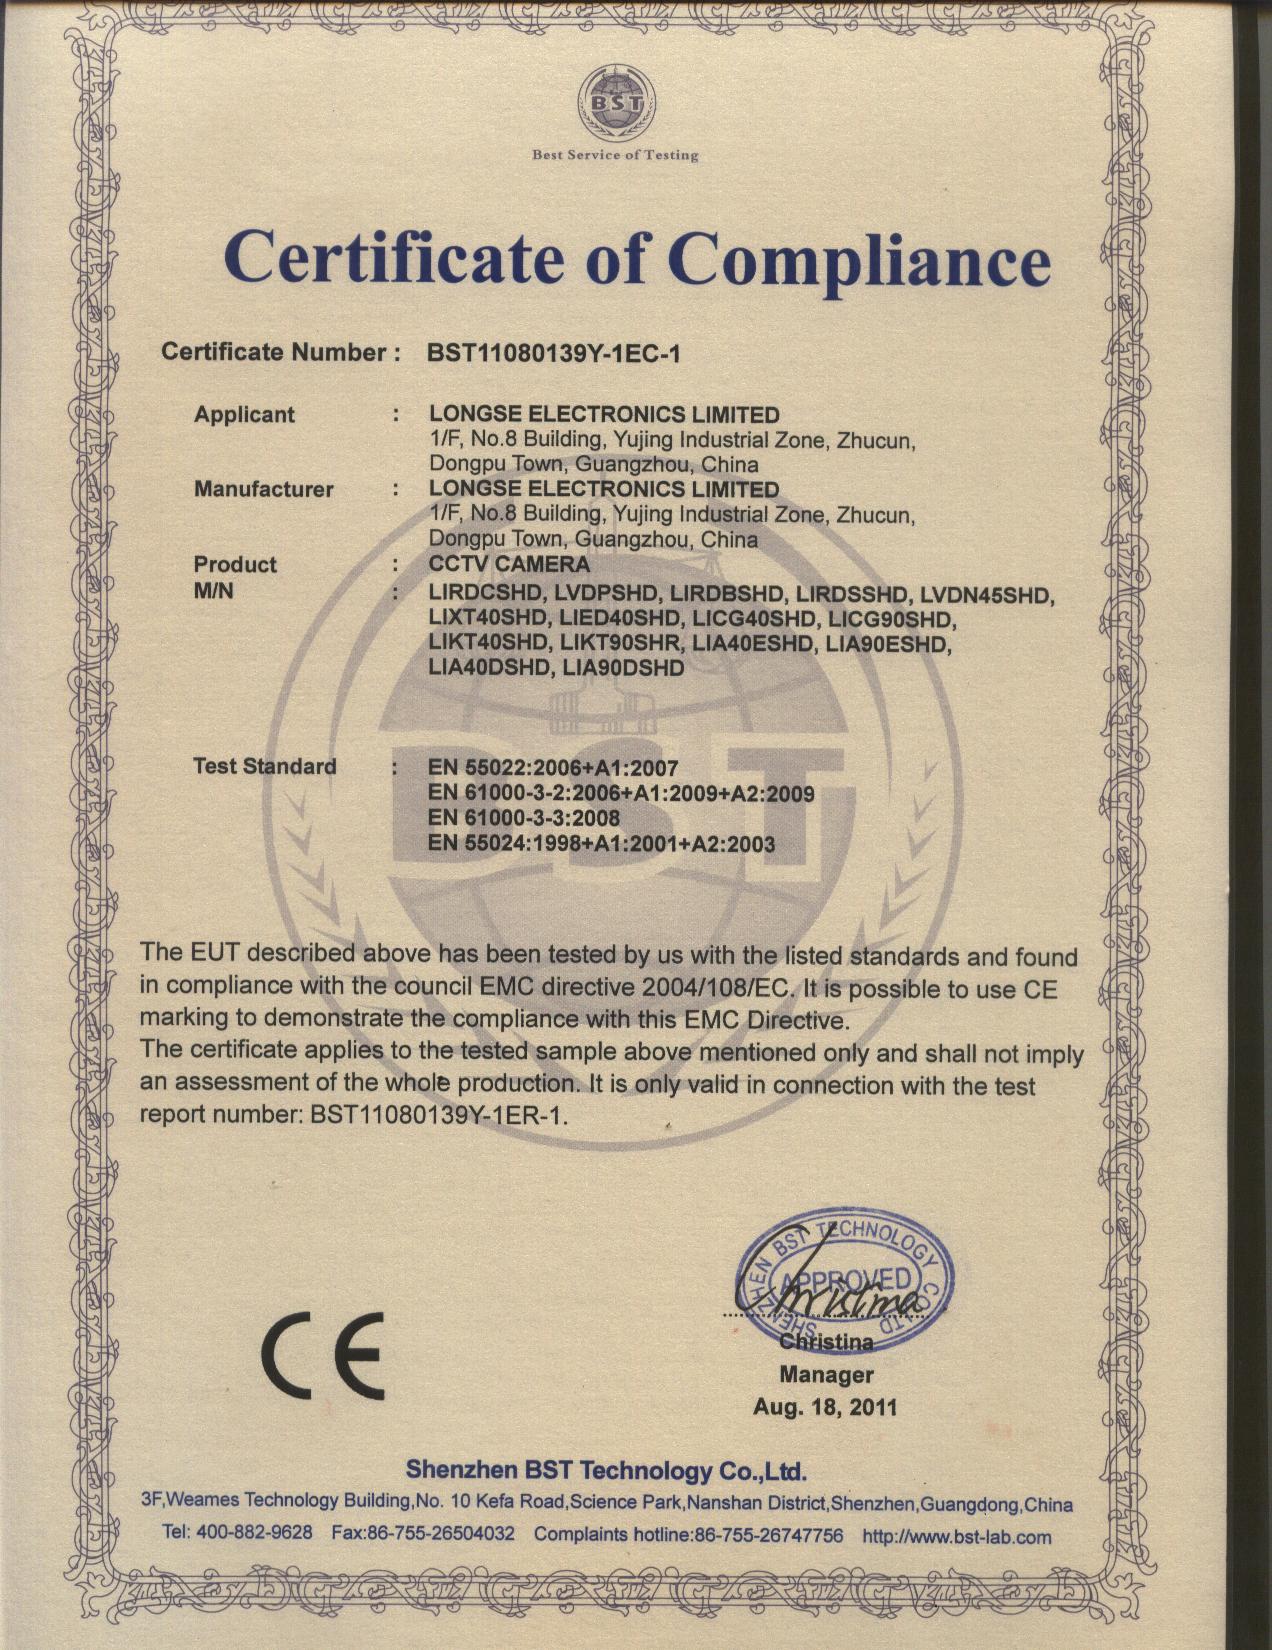 BST
Best Service of Testing
Certificate of Compliance
Certificate Number : BST11080139Y-1EC-1
Applicant : LONGSE ELECTRONICS LIMITED
1/F, No.8 Building, Yujing Industrial Zone, Zhucun,
Dongpu Town, Guangzhou, China
Manufacturer : LONGSE ELECTRONICS LIMITED
1/F, No.8 Building, Yujing Industrial Zone, Zhucun,
Dongpu Town, Guangzhou, China
Product : CCTV CAMERA
M/N : LIRDCSHD, LVDPSHD, LIRDBSHD, LIRDSSHD, LVDN45SHD,
LIXT40SHD, LIED40SHD, LICG40SHD, LICG90SHD,
LIKT40SHD, LIKT90SHR, LIA40ESHD, LIA90ESHD,
LIA40DSHD, LIA90DSHD
BST
Test Standard : EN 55022:2006+A1:2007
EN 61000-3-2:2006+A1:2009+A2:2009
EN 61000-3-3:2008
EN 55024:1998+A1:2001+A2:2003
The EUT described above has been tested by us with the listed standards and found
in compliance with the council EMC directive 2004/108/EC. It is possible to use CE
marking to demonstrate the compliance with this EMC Directive.
The certificate applies to the tested sample above mentioned only and shall not imply
an assessment of the whole production. It is only valid in connection with the test
report number: BST11080139Y-1ER-1.
CE
SHENZHEN BST TECHNOLOGY CO.,LTD
APPROVED
Christina
Christina
Manager
Aug. 18, 2011
Shenzhen BST Technology Co.,Ltd.
3F,Weames Technology Building,No. 10 Kefa Road,Science Park,Nanshan District,Shenzhen,Guangdong,China
Tel: 400-882-9628 Fax:86-755-26504032 Complaints hotline:86-755-26747756 http://www.bst-lab.com